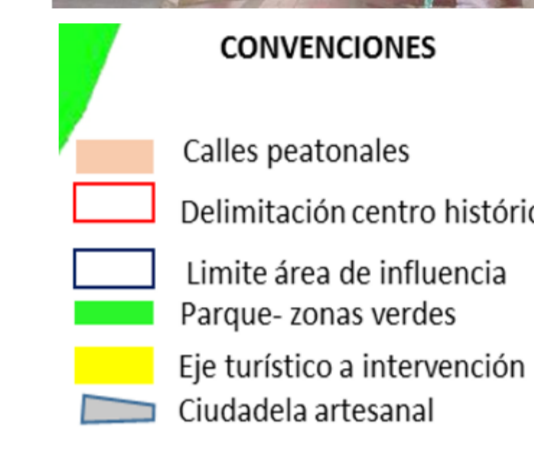 CONVENCIONES
Calles peatonales
Delimitación centro históric
Limite área de influencia
Parque- zonas verdes
Eje turístico a intervención
Ciudadela artesanal